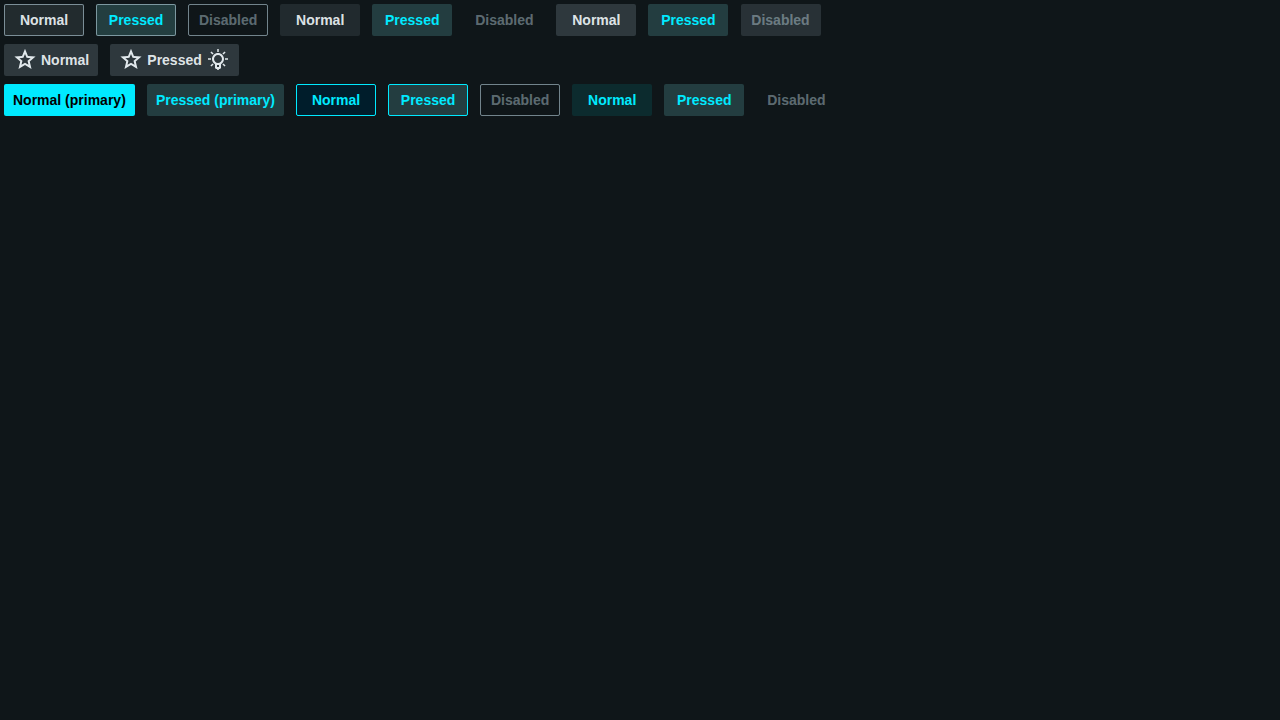 Normal Pressed Disabled Normal Pressed Disabled Normal Pressed Disabled
Normal Pressed
Normal (primary) Pressed (primary) Normal Pressed Disabled Normal Pressed Disabled